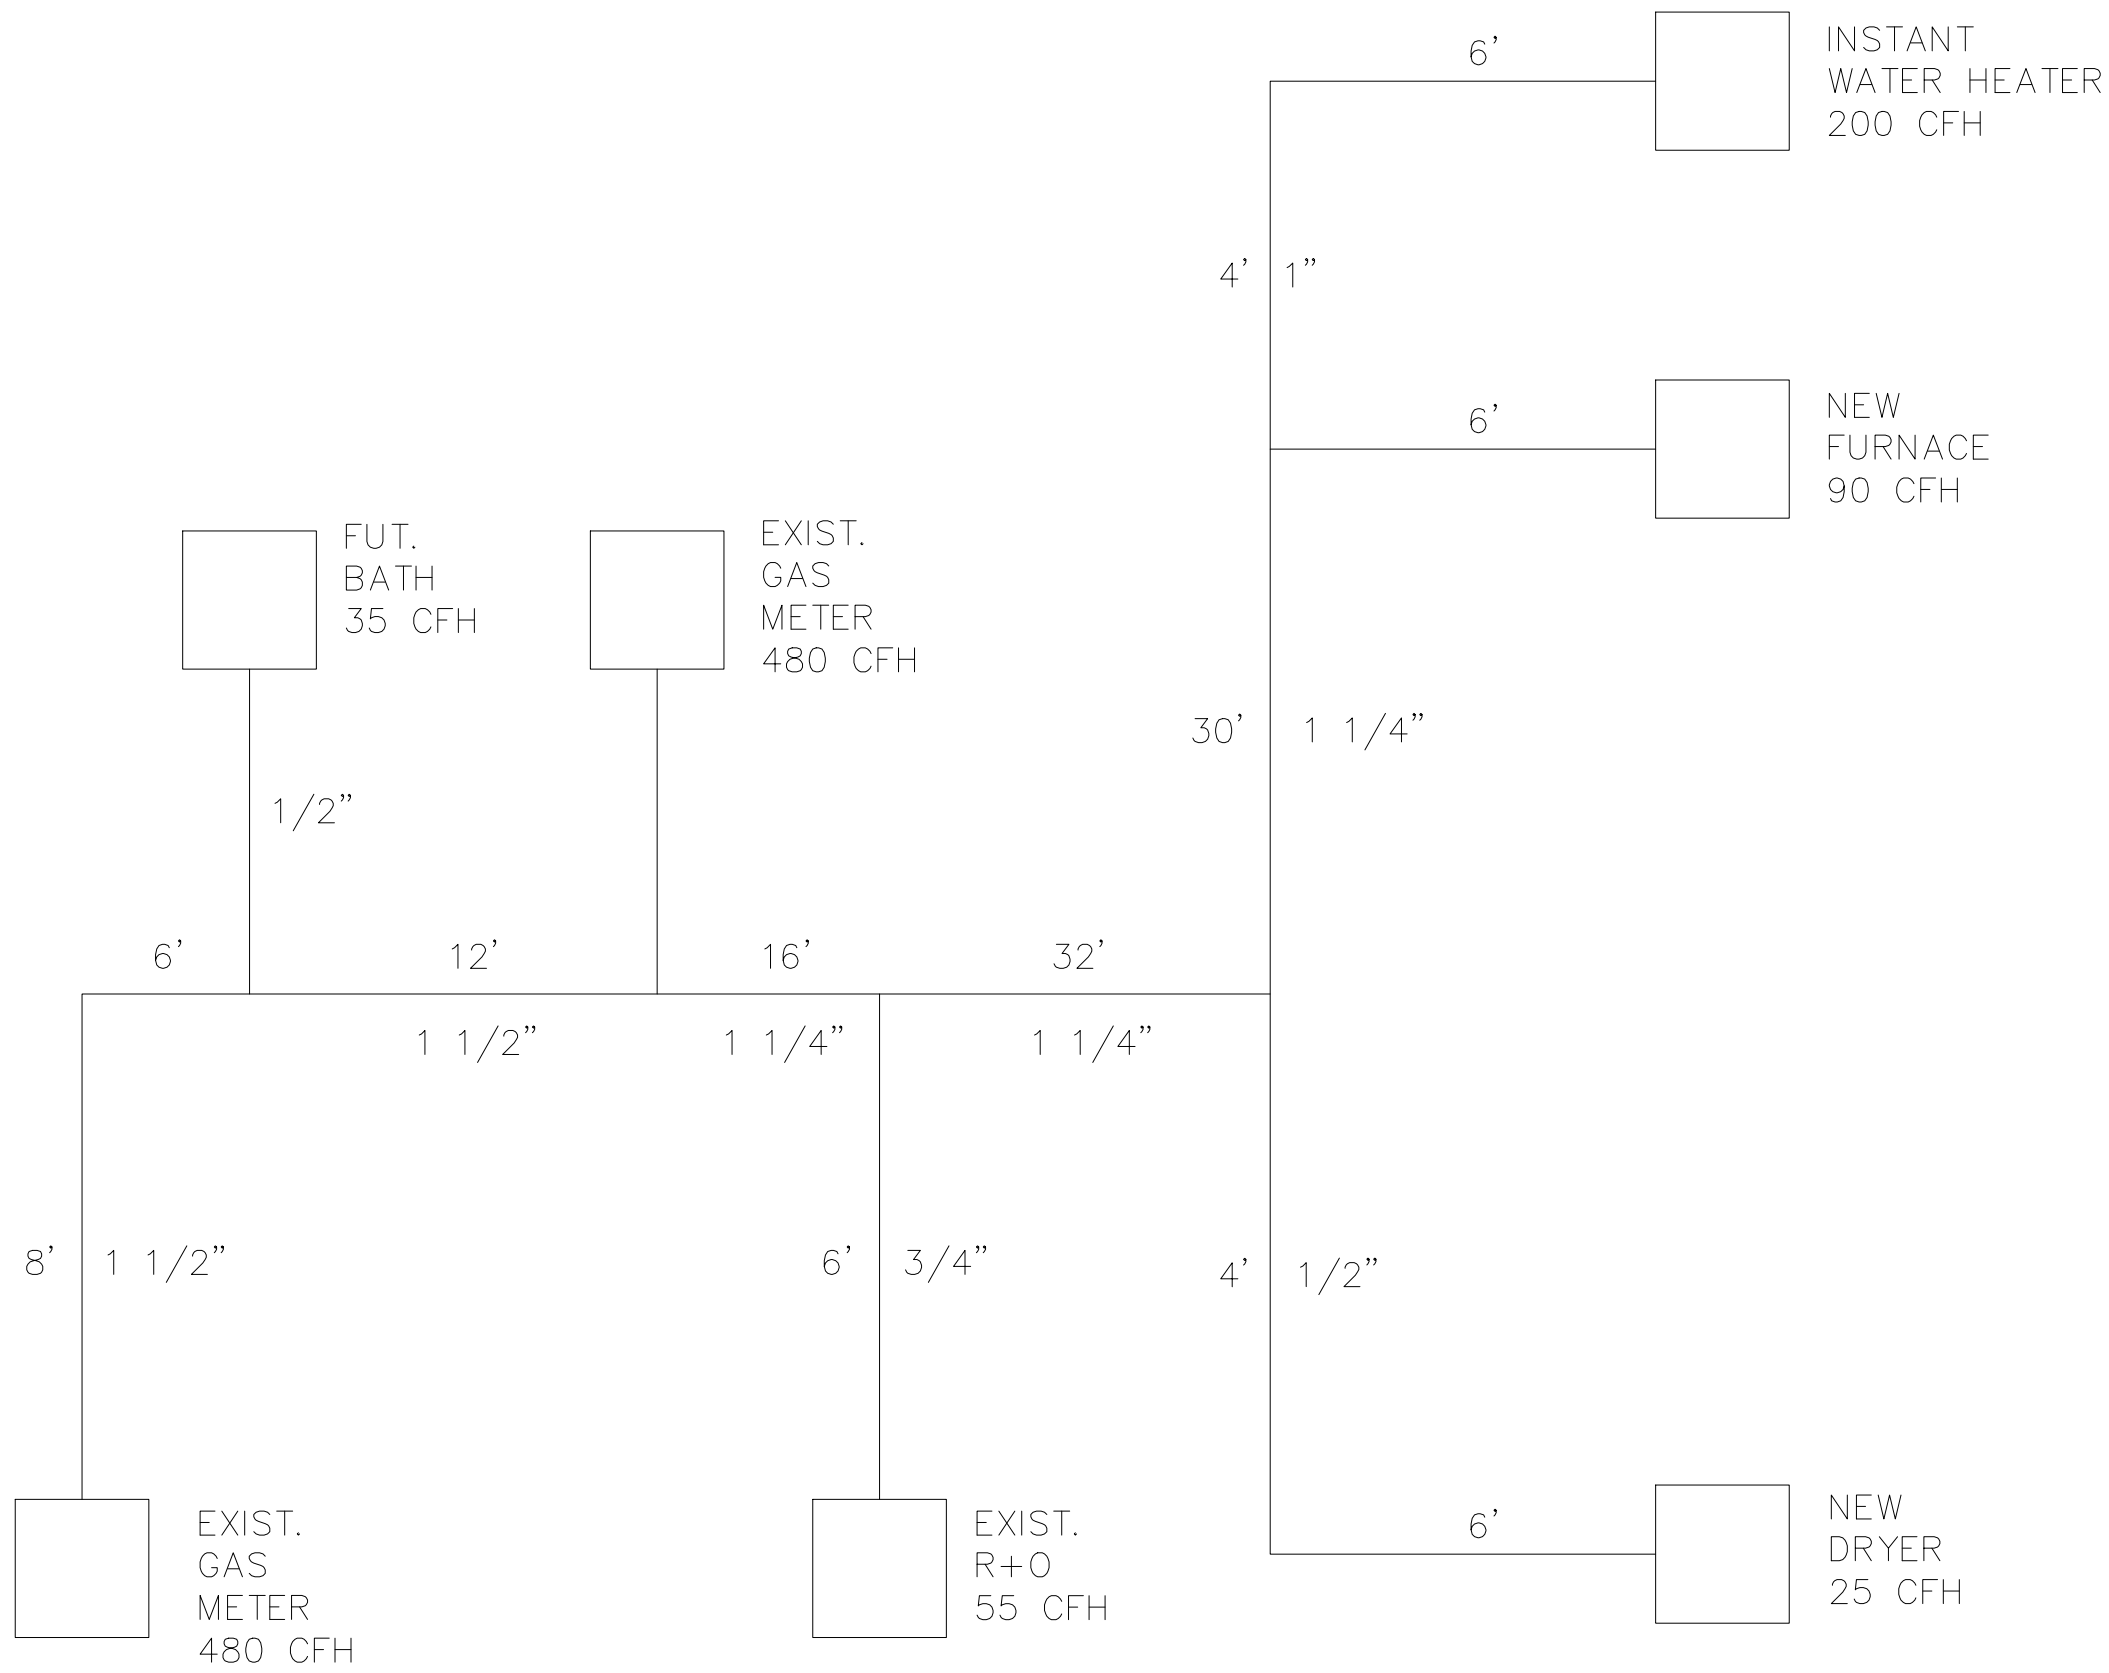 6’
INSTANT
WATER HEATER
200 CFH
4’
1”
6’
NEW
FURNACE
90 CFH
FUT.
BATH
35 CFH
EXIST.
GAS
METER
480 CFH
30’
1 1/4”
1/2”
6’
12’
16’
32’
1 1/2”
1 1/4”
1 1/4”
8’
1 1/2”
6’
3/4”
4’
1/2”
6’
EXIST.
GAS
METER
480 CFH
EXIST.
R+O
55 CFH
NEW
DRYER
25 CFH